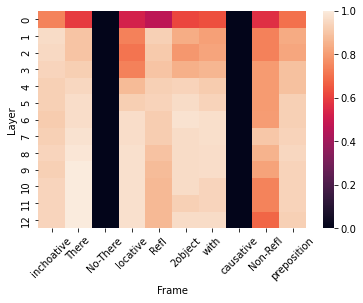 1.0
0.8
0.6
0.4
0.2
0.0
Layer
0
1
2
3
4
5
6
7
8
9
10
11
12
inchoative
There
No-There
locative
Refl
2object
with
causative
Non-Refl
preposition
Frame